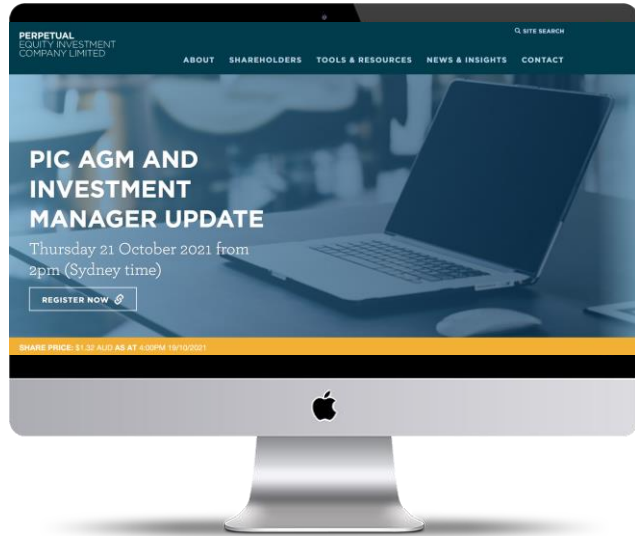 PERPETUAL
EQUITY INVESTMENT
COMPANY LIMITED
SITE SEARCH
ABOUT SHAREHOLDERS TOOLS & RESOURCES NEWS & INSIGHTS CONTACT
PIC AGM AND
INVESTMENT
MANAGER UPDATE
Thursday 21 October 2021 from
2pm (Sydney time)
REGISTER NOW
SHARE PRICE: $1.32 AUD AS AT 4:00PM 19/10/2021